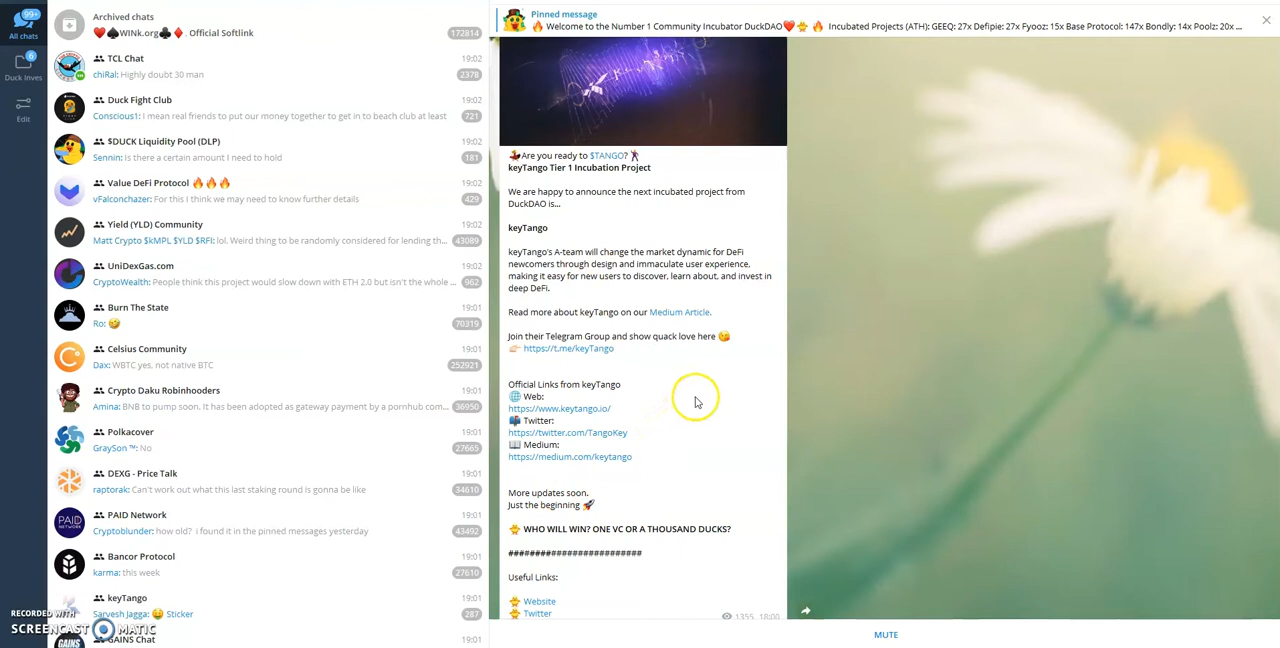 99+
All chats
6
Duck Inves
Edit
Archived chats
❤️♠️WINk.org♣️♦️. Official Softlink
172814
TCL Chat
19:02
chiRal: Highly doubt 30 man
2378
Duck Fight Club
19:02
Conscious1: I mean real friends to put our money together to get in to beach club at least
721
$DUCK Liquidity Pool (DLP)
19:02
Sennin: Is there a certain amount I need to hold
181
Value DeFi Protocol 🔥🔥🔥
19:02
vFalconchazer: For this I think we may need to know further details
429
Yield (YLD) Community
19:02
Matt Crypto $kMPL $YLD $RFI: lol. Weird thing to be randomly considered for lending th...
43089
UniDexGas.com
19:02
CryptoWealth: People think this project would slow down with ETH 2.0 but isn't the whole ...
962
Burn The State
19:01
Ro: 🤣
70319
Celsius Community
19:01
Dax: WBTC yes, not native BTC
252921
Crypto Daku Robinhooders
19:01
Amina: BNB to pump soon. It has been adopted as gateway payment by a pornhub com...
36950
Polkacover
19:01
GraySon ™: No
27665
DEXG - Price Talk
19:01
raptorak: Can't work out what this last staking round is gonna be like
34610
PAID Network
19:01
Cryptoblunder: how old? i found it in the pinned messages yesterday
43492
PAID
NETWORK
Bancor Protocol
19:01
karma: this week
27610
keyTango
19:01
Sarvesh Jagga: 😀 Sticker
287
GAINS Chat
19:01
GAINS
RECORDED WITH
SCREENCAST MATIC
Pinned message
🔥 Welcome to the Number 1 Community Incubator DuckDAO❤️🐥 🔥 Incubated Projects (ATH): GEEQ: 27x Defipie: 27x Fyooz: 15x Base Protocol: 147x Bondly: 14x Poolz: 20x ...
💃Are you ready to $TANGO?🕺
keyTango Tier 1 Incubation Project
We are happy to announce the next incubated project from
DuckDAO is...
keyTango
keyTango's A-team will change the market dynamic for DeFi
newcomers through design and immaculate user experience,
making it easy for new users to discover, learn about, and invest in
deep DeFi.
Read more about keyTango on our Medium Article.
Join their Telegram Group and show quack love here 😘
👉🏻 https://t.me/keyTango
Official Links from keyTango
🌐 Web:
https://www.keytango.io/
📫 Twitter:
https://twitter.com/TangoKey
📖 Medium:
https://medium.com/keytango
More updates soon.
Just the beginning 🚀
🐥 WHO WILL WIN? ONE VC OR A THOUSAND DUCKS?
########################
Useful Links:
🐥 Website
🐥 Twitter
1355 18:00
MUTE